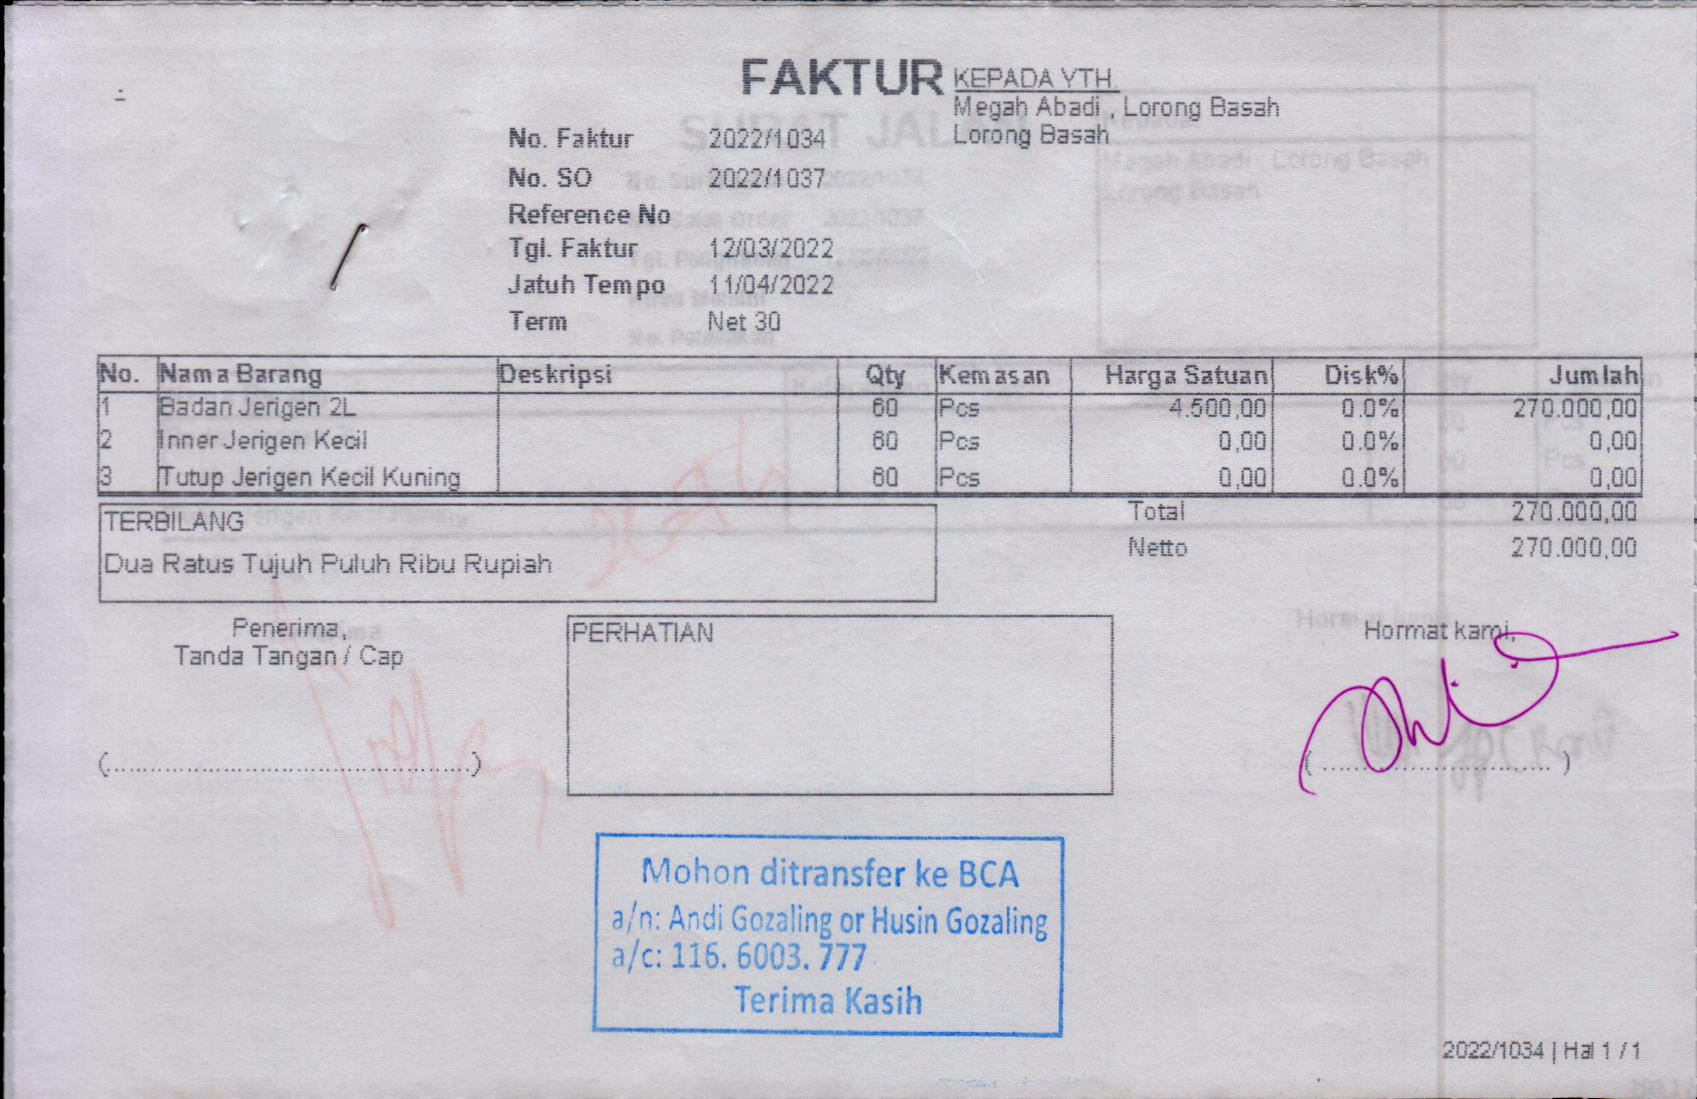 FAKTUR
KEPADA YTH.
Megah Abadi , Lorong Basah
Lorong Basah
No. Faktur 2022/1034
No. SO 2022/1037
Reference No
Tgl. Faktur 12/03/2022
Jatuh Tempo 11/04/2022
Term Net 30
No. Nama Barang Deskripsi Qty Kemasan Harga Satuan Disk% Jumlah
1 Badan Jerigen 2L 60 Pcs 4.500,00 0.0% 270.000,00
2 Inner Jerigen Kecil 60 Pcs 0,00 0.0% 0,00
3 Tutup Jerigen Kecil Kuning 60 Pcs 0,00 0.0% 0,00
Total 270.000,00
Netto 270.000,00
TERBILANG
Dua Ratus Tujuh Puluh Ribu Rupiah
Penerima,
Tanda Tangan / Cap
(..................................................)
PERHATIAN
Hormat kami,
( ................................ )
Mohon ditransfer ke BCA
a/n: Andi Gozaling or Husin Gozaling
a/c: 116. 6003. 777
Terima Kasih
2022/1034 | Hal 1 / 1